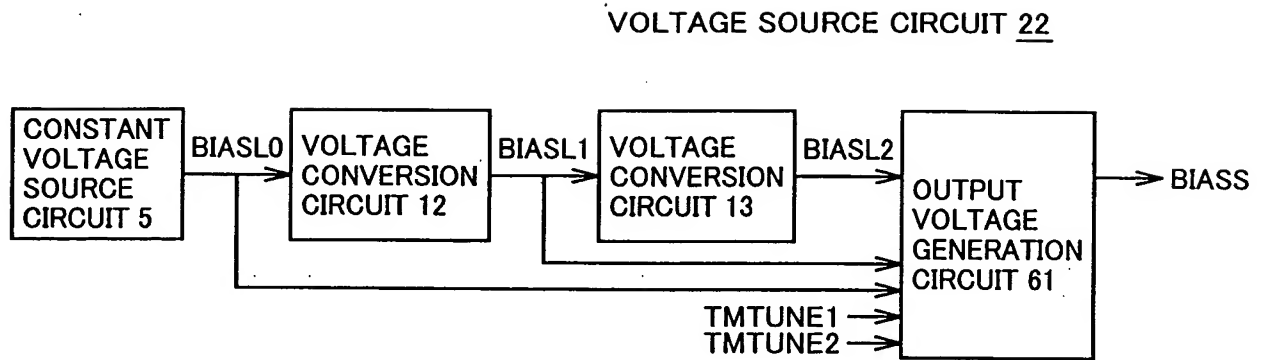 VOLTAGE SOURCE CIRCUIT 22
CONSTANT
VOLTAGE
SOURCE
CIRCUIT 5
BIASL0
VOLTAGE
CONVERSION
CIRCUIT 12
BIASL1
VOLTAGE
CONVERSION
CIRCUIT 13
BIASL2
OUTPUT
VOLTAGE
GENERATION
CIRCUIT 61
BIASS
TMTUNE1
TMTUNE2